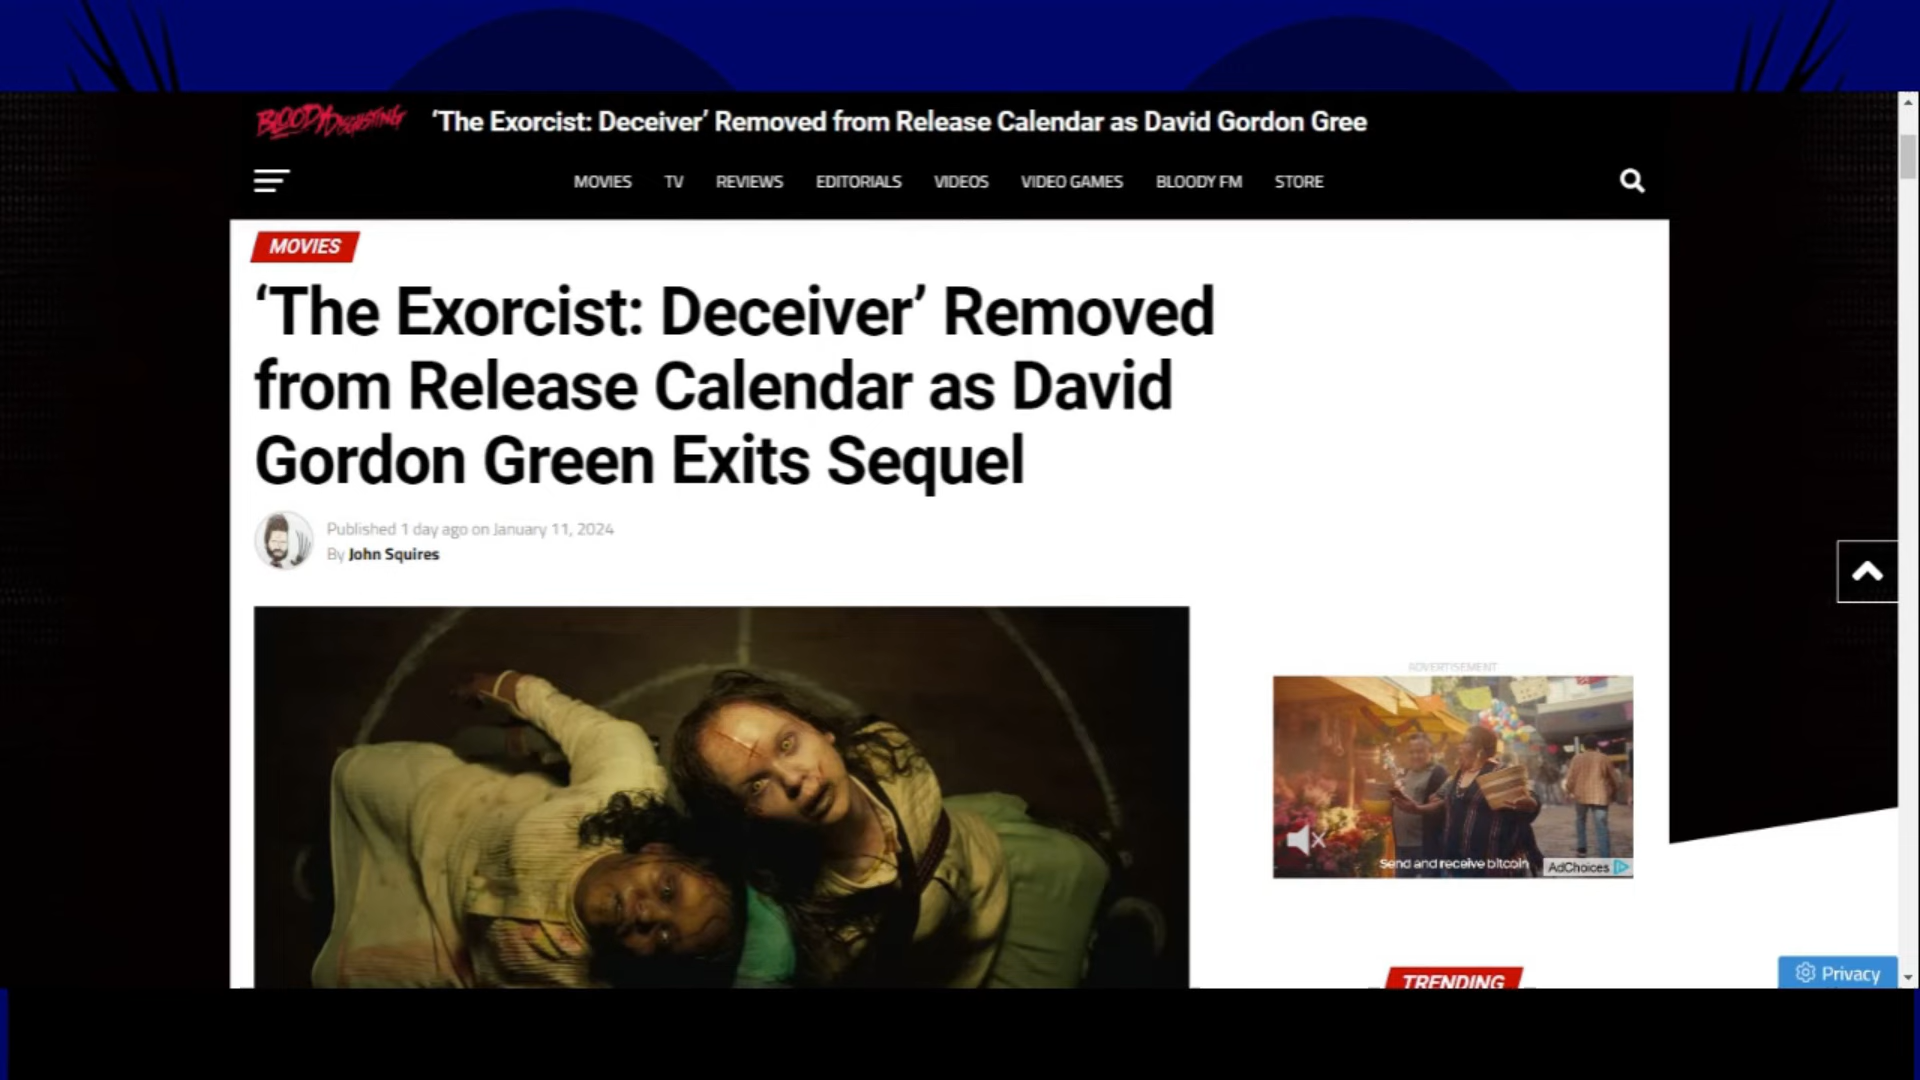 BLOODY DISGUSTING
‘The Exorcist: Deceiver’ Removed from Release Calendar as David Gordon Gree
MOVIES TV REVIEWS EDITORIALS VIDEOS VIDEO GAMES BLOODY FM STORE
MOVIES
‘The Exorcist: Deceiver’ Removed
from Release Calendar as David
Gordon Green Exits Sequel
Published 1 day ago on January 11, 2024
By John Squires
ADVERTISEMENT
Send and receive bitcoin
AdChoices
TRENDING
Privacy